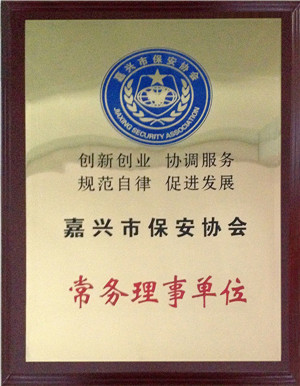 嘉兴市保安协会
JIAXING SECURITY ASSOCIATION
创新创业 协调服务
规范自律 促进发展
嘉兴市保安协会
常务理事单位